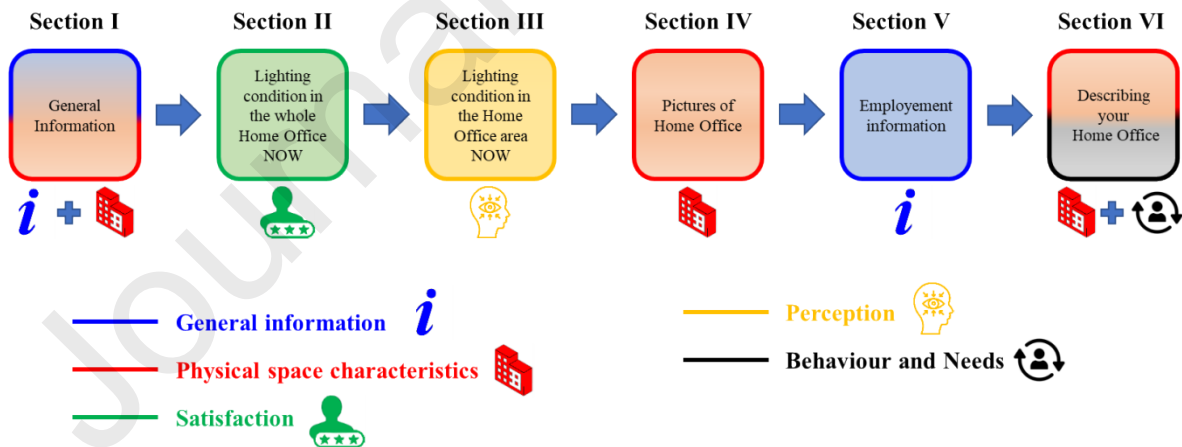 Section I
Section II
Section III
Section IV
Section V
Section VI
General
Information
Lighting
condition in
the whole
Home Office
NOW
Lighting
condition in
the Home
Office area
NOW
Pictures of
Home Office
Employement
information
Describing
your
Home Office
i
i
General information i
Physical space characteristics
Satisfaction
Perception
Behaviour and Needs
Journal